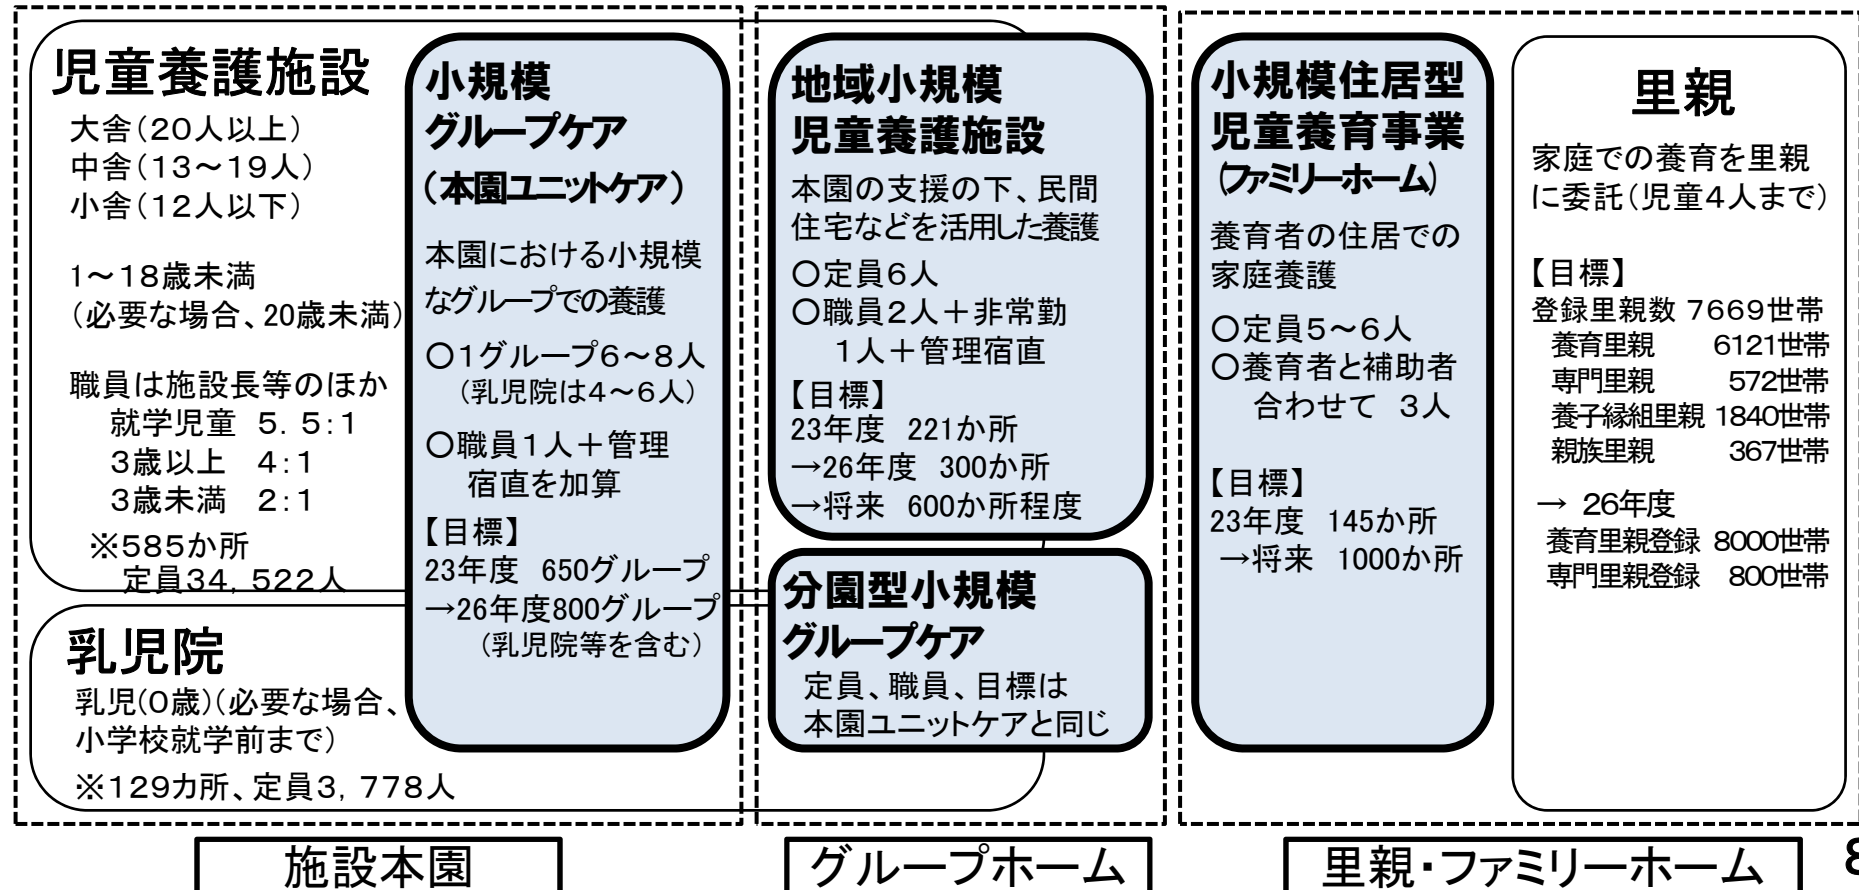 児童養護施設
大舎(20人以上)
中舎(13～19人)
小舎(12人以下)
1～18歳未満
(必要な場合、20歳未満)
職員は施設長等のほか
就学児童 5.5:1
3歳以上 4:1
3歳未満 2:1
※585か所
定員34,522人
乳児院
乳児(0歳)(必要な場合、
小学校就学前まで)
※129カ所、定員3,778人
小規模
グループケア
(本園ユニットケア)
本園における小規模
なグループでの養護
○1グループ6～8人
(乳児院は4～6人)
○職員1人＋管理
宿直を加算
【目標】
23年度 650グループ
→26年度800グループ
(乳児院等を含む)
地域小規模
児童養護施設
本園の支援の下、民間
住宅などを活用した養護
○定員6人
○職員2人＋非常勤
1人＋管理宿直
【目標】
23年度 221か所
→26年度 300か所
→将来 600か所程度
分園型小規模
グループケア
定員、職員、目標は
本園ユニットケアと同じ
小規模住居型
児童養育事業
(ファミリーホーム)
養育者の住居での
家庭養護
○定員5～6人
○養育者と補助者
合わせて 3人
【目標】
23年度 145か所
→将来 1000か所
里親
家庭での養育を里親
に委託(児童4人まで)
【目標】
登録里親数 7669世帯
養育里親 6121世帯
専門里親 572世帯
養子縁組里親 1840世帯
親族里親 367世帯
→ 26年度
養育里親登録 8000世帯
専門里親登録 800世帯
施設本園
グループホーム
里親・ファミリーホーム